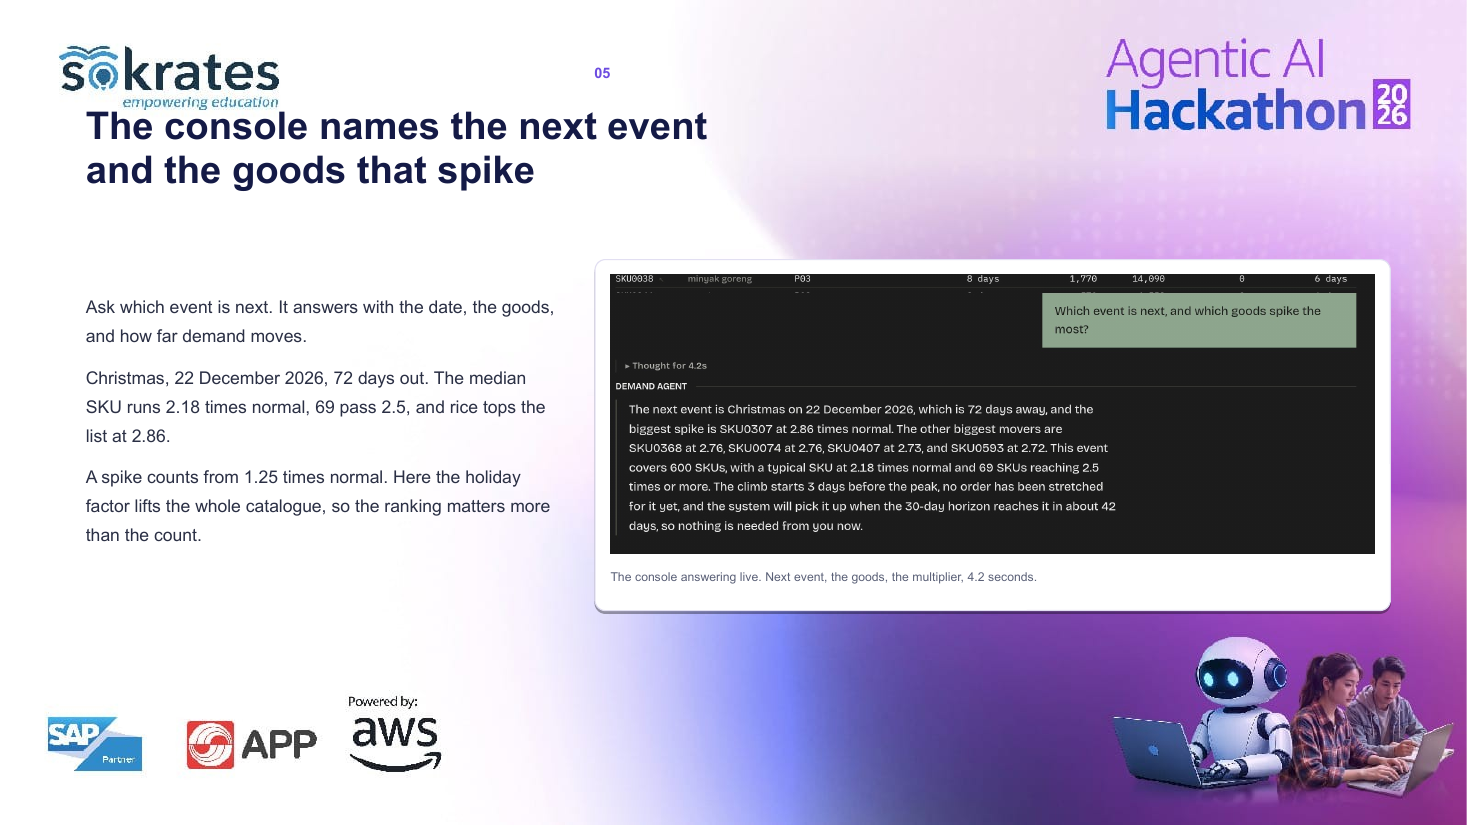 sokrates
empowering education
05
Agentic AI
Hackathon
20
26
The console names the next event
and the goods that spike
Ask which event is next. It answers with the date, the goods,
and how far demand moves.
Christmas, 22 December 2026, 72 days out. The median
SKU runs 2.18 times normal, 69 pass 2.5, and rice tops the
list at 2.86.
A spike counts from 1.25 times normal. Here the holiday
factor lifts the whole catalogue, so the ranking matters more
than the count.
SKU0038 minyak goreng P03 8 days 1,770 14,090 0 6 days
Which event is next, and which goods spike the
most?
▸ Thought for 4.2s
DEMAND AGENT
The next event is Christmas on 22 December 2026, which is 72 days away, and the
biggest spike is SKU0307 at 2.86 times normal. The other biggest movers are
SKU0368 at 2.76, SKU0074 at 2.76, SKU0407 at 2.73, and SKU0593 at 2.72. This event
covers 600 SKUs, with a typical SKU at 2.18 times normal and 69 SKUs reaching 2.5
times or more. The climb starts 3 days before the peak, no order has been stretched
for it yet, and the system will pick it up when the 30-day horizon reaches it in about 42
days, so nothing is needed from you now.
The console answering live. Next event, the goods, the multiplier, 4.2 seconds.
SAP
Partner
APP
Powered by:
aws